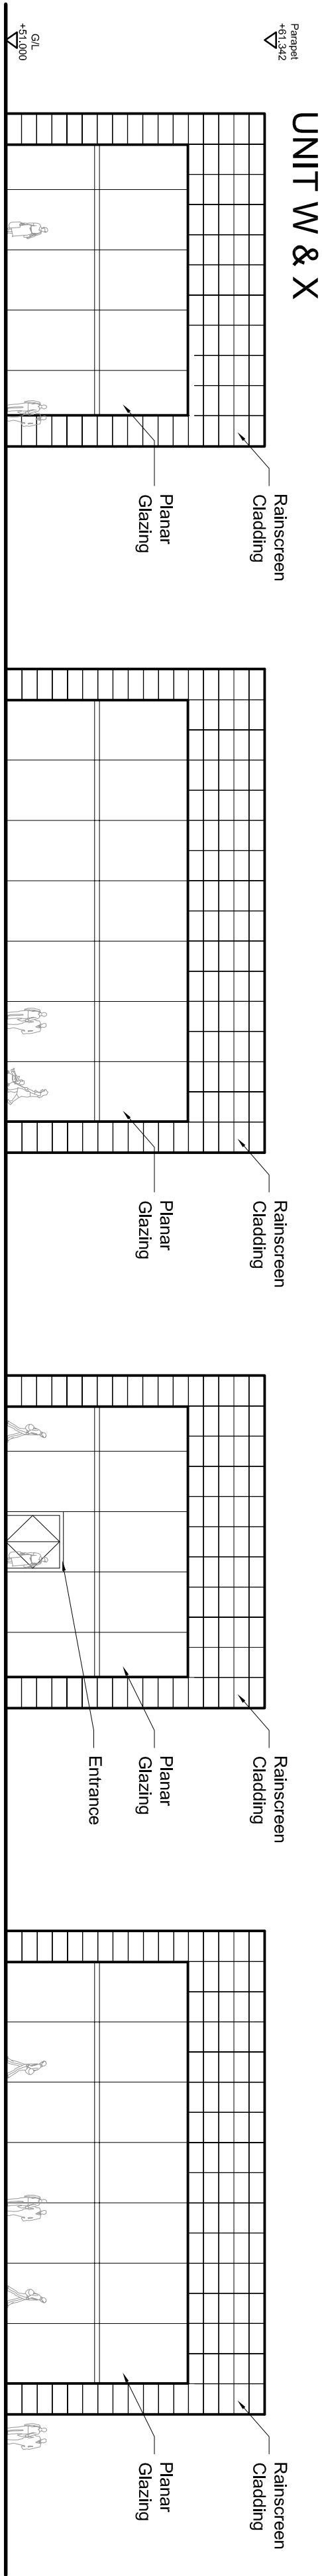 UNIT W & X
Parapet
+61.342
G/L
+51.000
Rainscreen
Cladding
Planar
Glazing
Rainscreen
Cladding
Planar
Glazing
Rainscreen
Cladding
Planar
Glazing
Entrance
Rainscreen
Cladding
Planar
Glazing